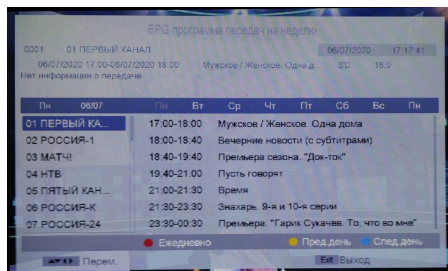 EPG программа передач на неделю
0001 01 ПЕРВЫЙ КАНАЛ 06/07/2020 17:17:41
06/07/2020 17:00-06/07/2020 18:00 Мужское / Женское. Одна д... SD 16:9
Нет информации о передаче
Пн 06/07 Пн Вт Ср Чт Пт Сб Вс Пн
01 ПЕРВЫЙ КА... 17:00-18:00 Мужское / Женское. Одна дома
02 РОССИЯ-1 18:00-18:40 Вечерние новости (с субтитрами)
03 МАТЧ! 18:40-19:40 Премьера сезона. "Док-ток"
04 НТВ 19:40-21:00 Пусть говорят
05 ПЯТЫЙ КАН... 21:00-21:30 Время
06 РОССИЯ-К 21:30-23:30 Знахарь. 9-я и 10-я серии
07 РОССИЯ-24 23:30-00:30 Премьера. "Гарик Сукачев. То, что во мне"
Ежедневно Пред.день След.день
Перем. Exit Выход